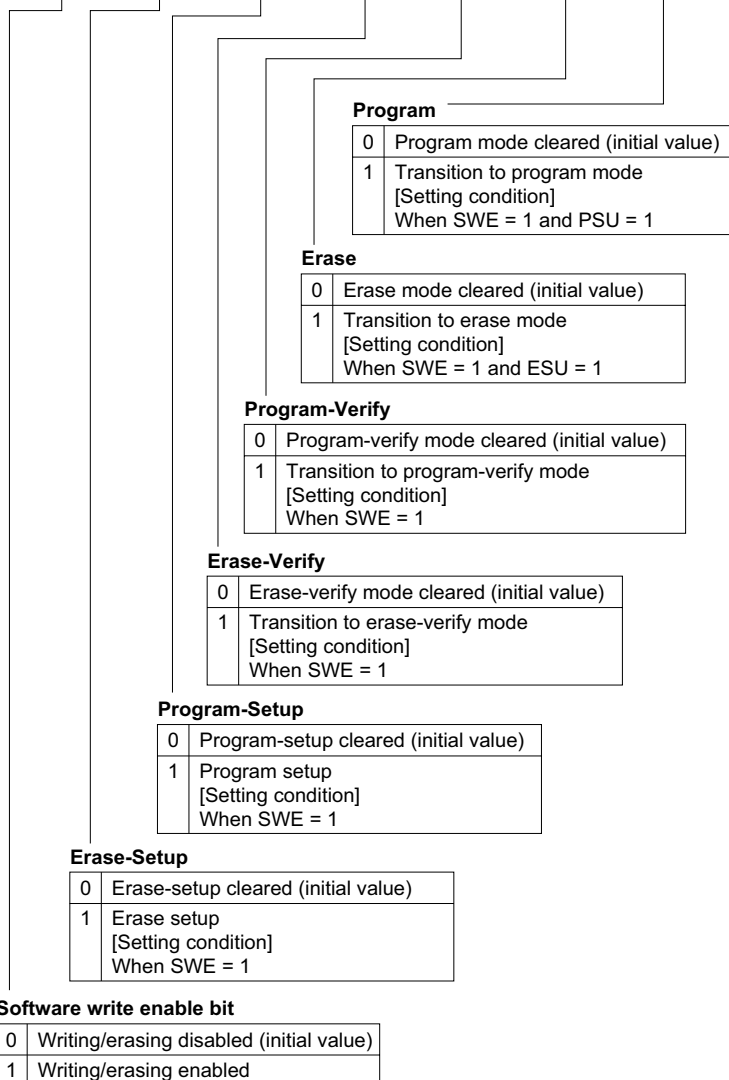 Program
0 Program mode cleared (initial value)
1 Transition to program mode
[Setting condition]
When SWE = 1 and PSU = 1
Erase
0 Erase mode cleared (initial value)
1 Transition to erase mode
[Setting condition]
When SWE = 1 and ESU = 1
Program-Verify
0 Program-verify mode cleared (initial value)
1 Transition to program-verify mode
[Setting condition]
When SWE = 1
Erase-Verify
0 Erase-verify mode cleared (initial value)
1 Transition to erase-verify mode
[Setting condition]
When SWE = 1
Program-Setup
0 Program-setup cleared (initial value)
1 Program setup
[Setting condition]
When SWE = 1
Erase-Setup
0 Erase-setup cleared (initial value)
1 Erase setup
[Setting condition]
When SWE = 1
Software write enable bit
0 Writing/erasing disabled (initial value)
1 Writing/erasing enabled